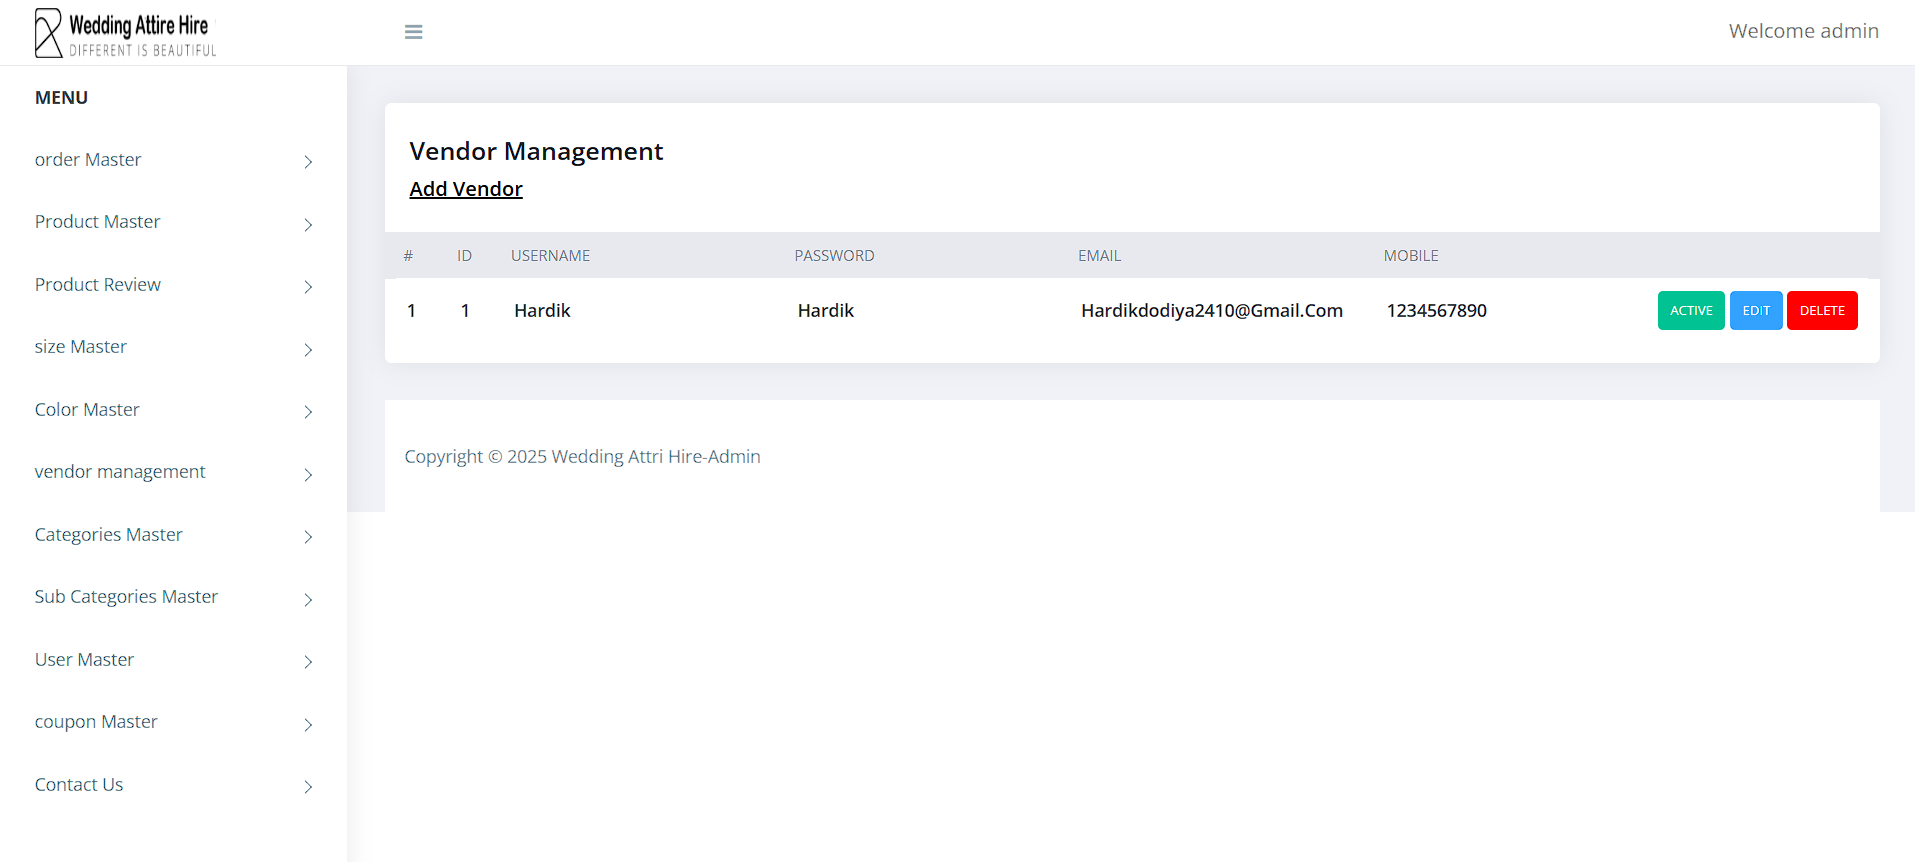 Wedding Attire Hire
DIFFERENT IS BEAUTIFUL
Welcome admin
MENU
order Master
Product Master
Product Review
size Master
Color Master
vendor management
Categories Master
Sub Categories Master
User Master
coupon Master
Contact Us
Vendor Management
Add Vendor
# ID USERNAME PASSWORD EMAIL MOBILE
1 1 Hardik Hardik Hardikdodiya2410@Gmail.Com 1234567890 ACTIVE EDIT DELETE
Copyright © 2025 Wedding Attri Hire-Admin